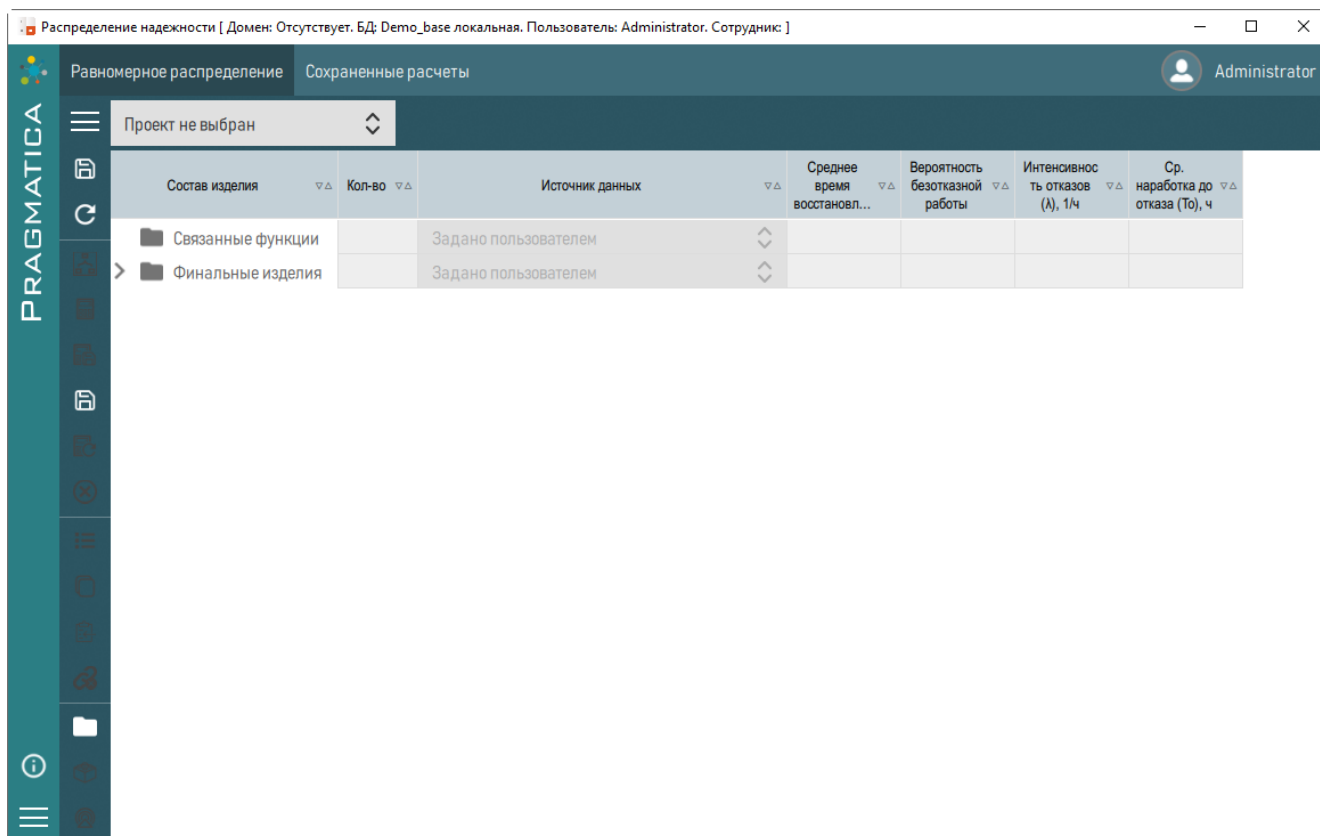 Распределение надежности [ Домен: Отсутствует. БД: Demo_base локальная. Пользователь: Administrator. Сотрудник: ]
Равномерное распределение Сохраненные расчеты Administrator
PRAGMATICA
Проект не выбран
Состав изделия
Кол-во
Источник данных
Среднее
время
восстановл...
Вероятность
безотказной
работы
Интенсивнос
ть отказов
(λ), 1/ч
Ср.
наработка до
отказа (То), ч
Связанные функции Задано пользователем
Финальные изделия Задано пользователем